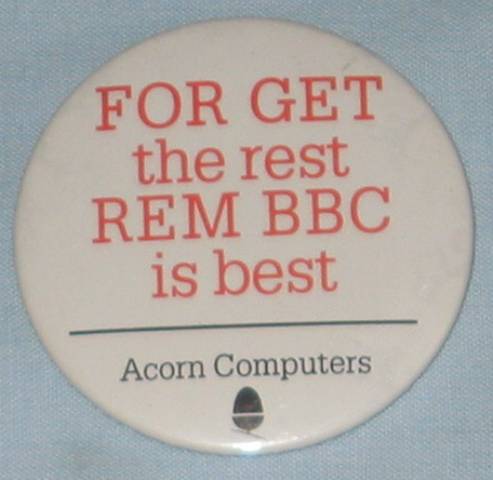 FOR GET
the rest
REM BBC
is best
Acorn Computers